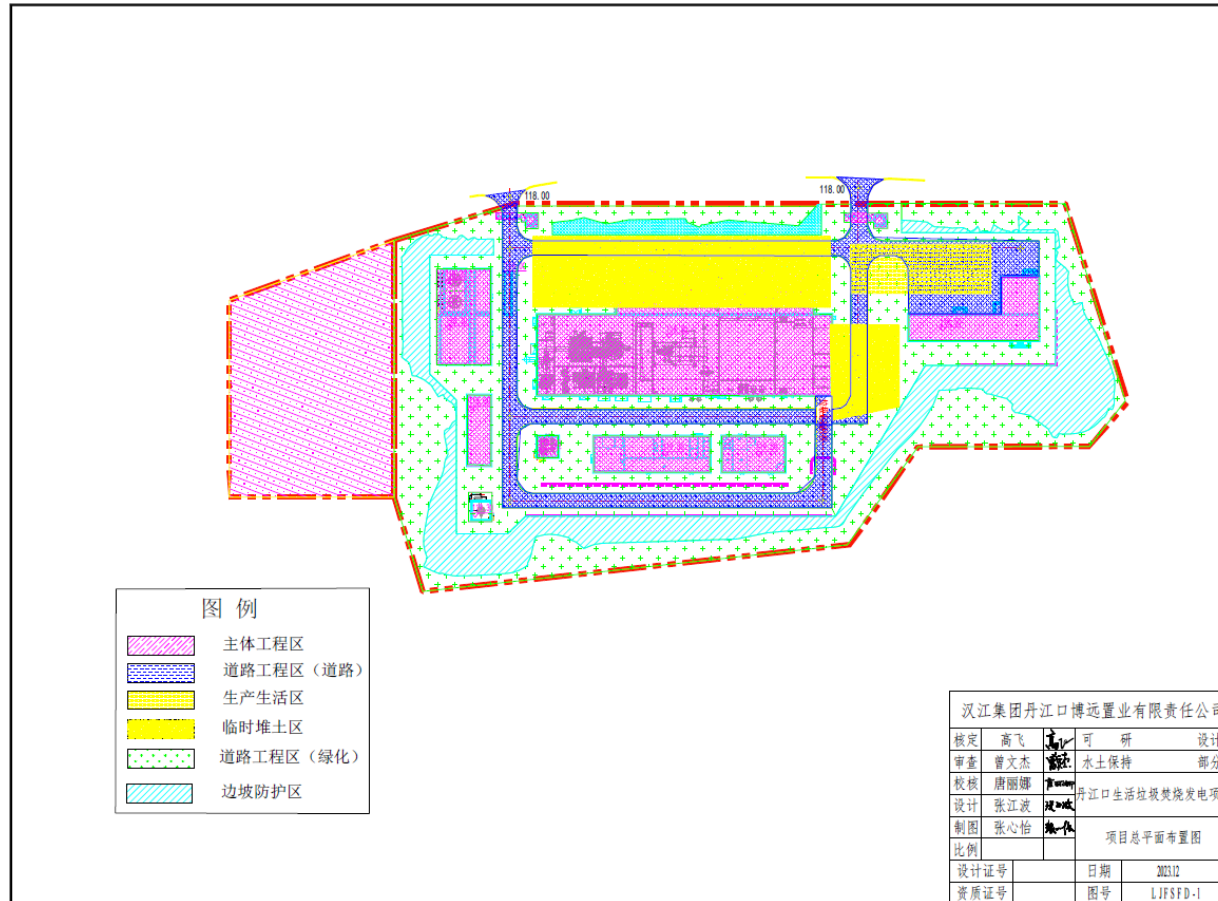 118.00
118.00
图 例
主体工程区
道路工程区（道路）
生产生活区
临时堆土区
道路工程区（绿化）
边坡防护区
汉江集团丹江口博远置业有限责任公司
核定 高飞 可 研 设计
审查 曾文杰 水土保持 部分
校核 唐丽娜 丹江口生活垃圾焚烧发电项
设计 张江波
制图 张心怡 项目总平面布置图
比例
设计证号 日期 2023.12
资质证号 图号 LJFSFD-1